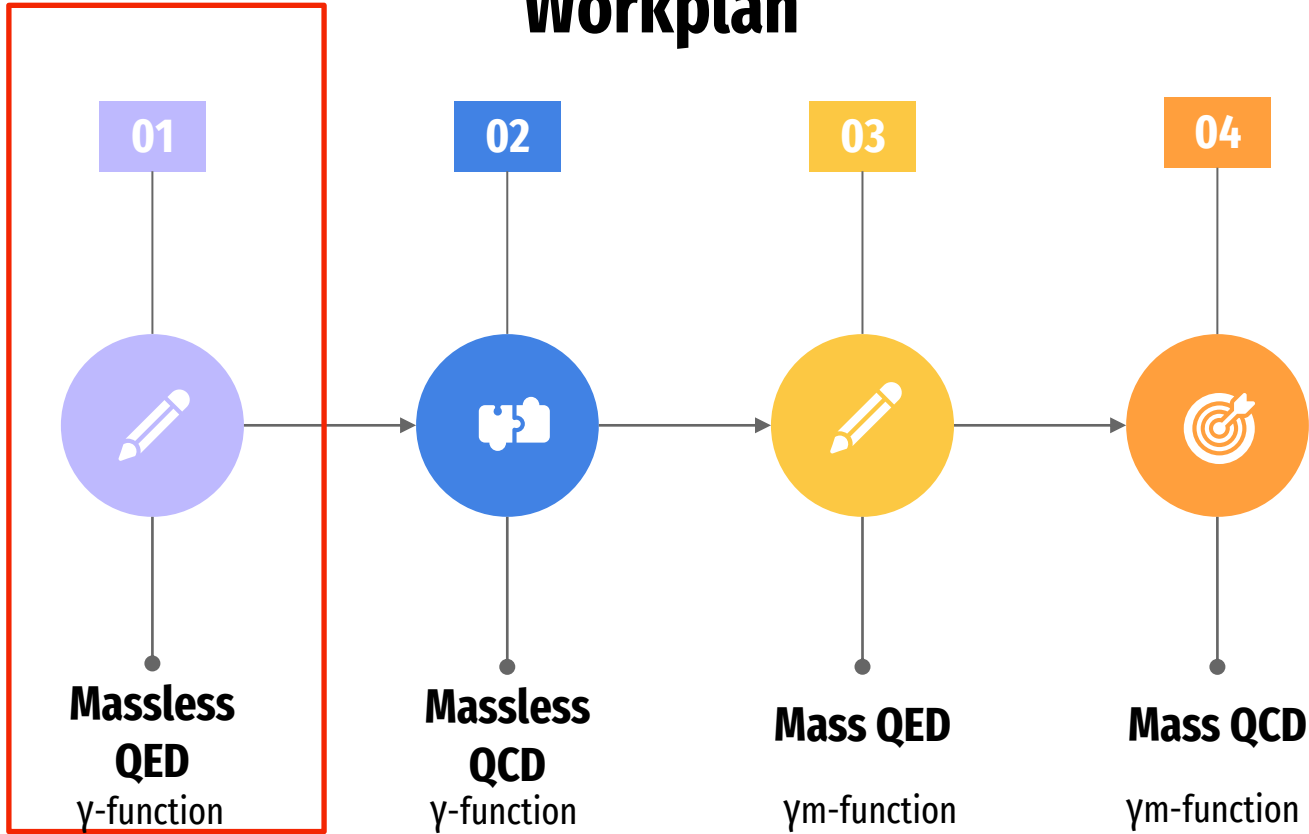 Workplan
01
02
03
04
Massless
QED
γ-function
Massless
QCD
γ-function
Mass QED
γm-function
Mass QCD
γm-function